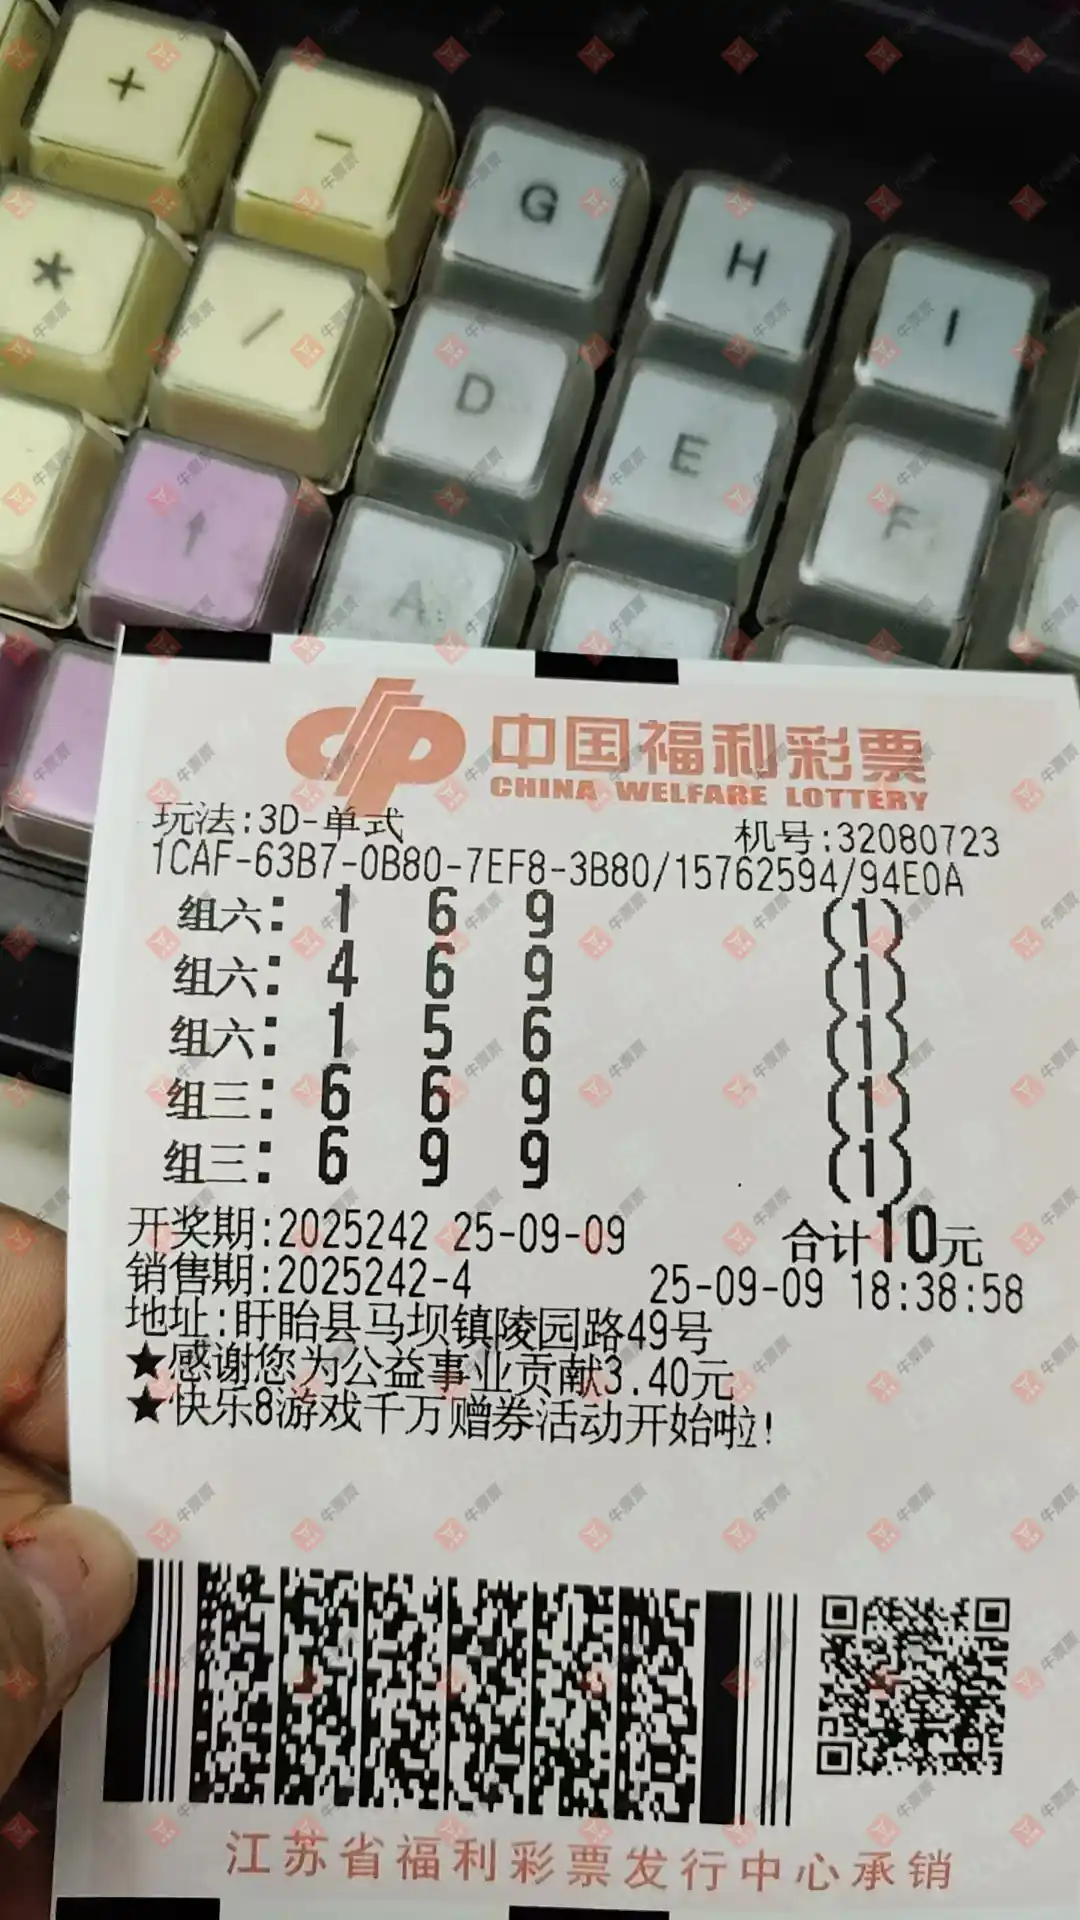 +
-
G
H
I
*
/
D
E
F
↑
A
中国福利彩票
CHINA WELFARE LOTTERY
玩法:3D-单式 机号:32080723
1CAF-63B7-0B80-7EF8-3B80/15762594/94E0A
组六: 1 6 9 (1)
组六: 4 6 9 (1)
组六: 1 5 6 (1)
组三: 6 6 9 (1)
组三: 6 9 9 (1)
开奖期:2025242 25-09-09 合计10元
销售期:2025242-4 25-09-09 18:38:58
地址:盱眙县马坝镇陵园路49号
★感谢您为公益事业贡献3.40元
★快乐8游戏千万赠券活动开始啦!
江苏省福利彩票发行中心承销
牛票票